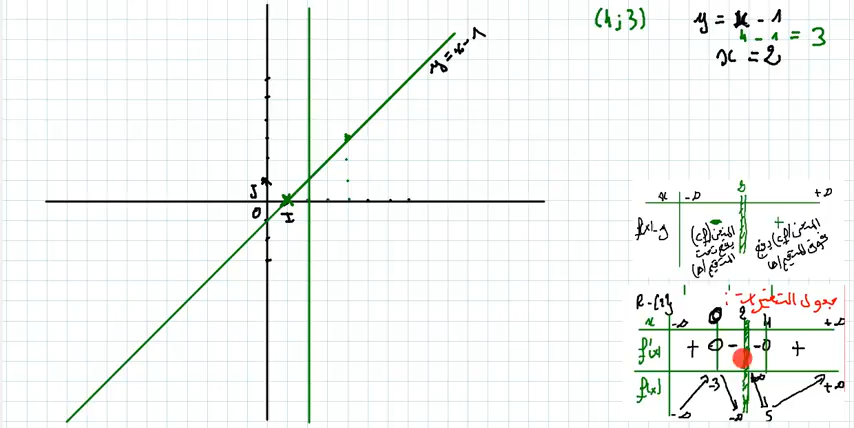 (4;3)
y = x - 1
4 - 1 = 3
x = 2
y = x - 1
J
O
I
x -∞ 2 +∞
f(x)-y - +
المنحنى (Cf) يقع تحت المستقيم (Δ)
المنحنى (Cf) يقع فوق المستقيم (Δ)
جدول التغيرات:
R - {2}
x -∞ 0 2 4 +∞
f'(x) + 0 - - 0 +
f(x) -∞ -3 -∞ +∞ 5 +∞